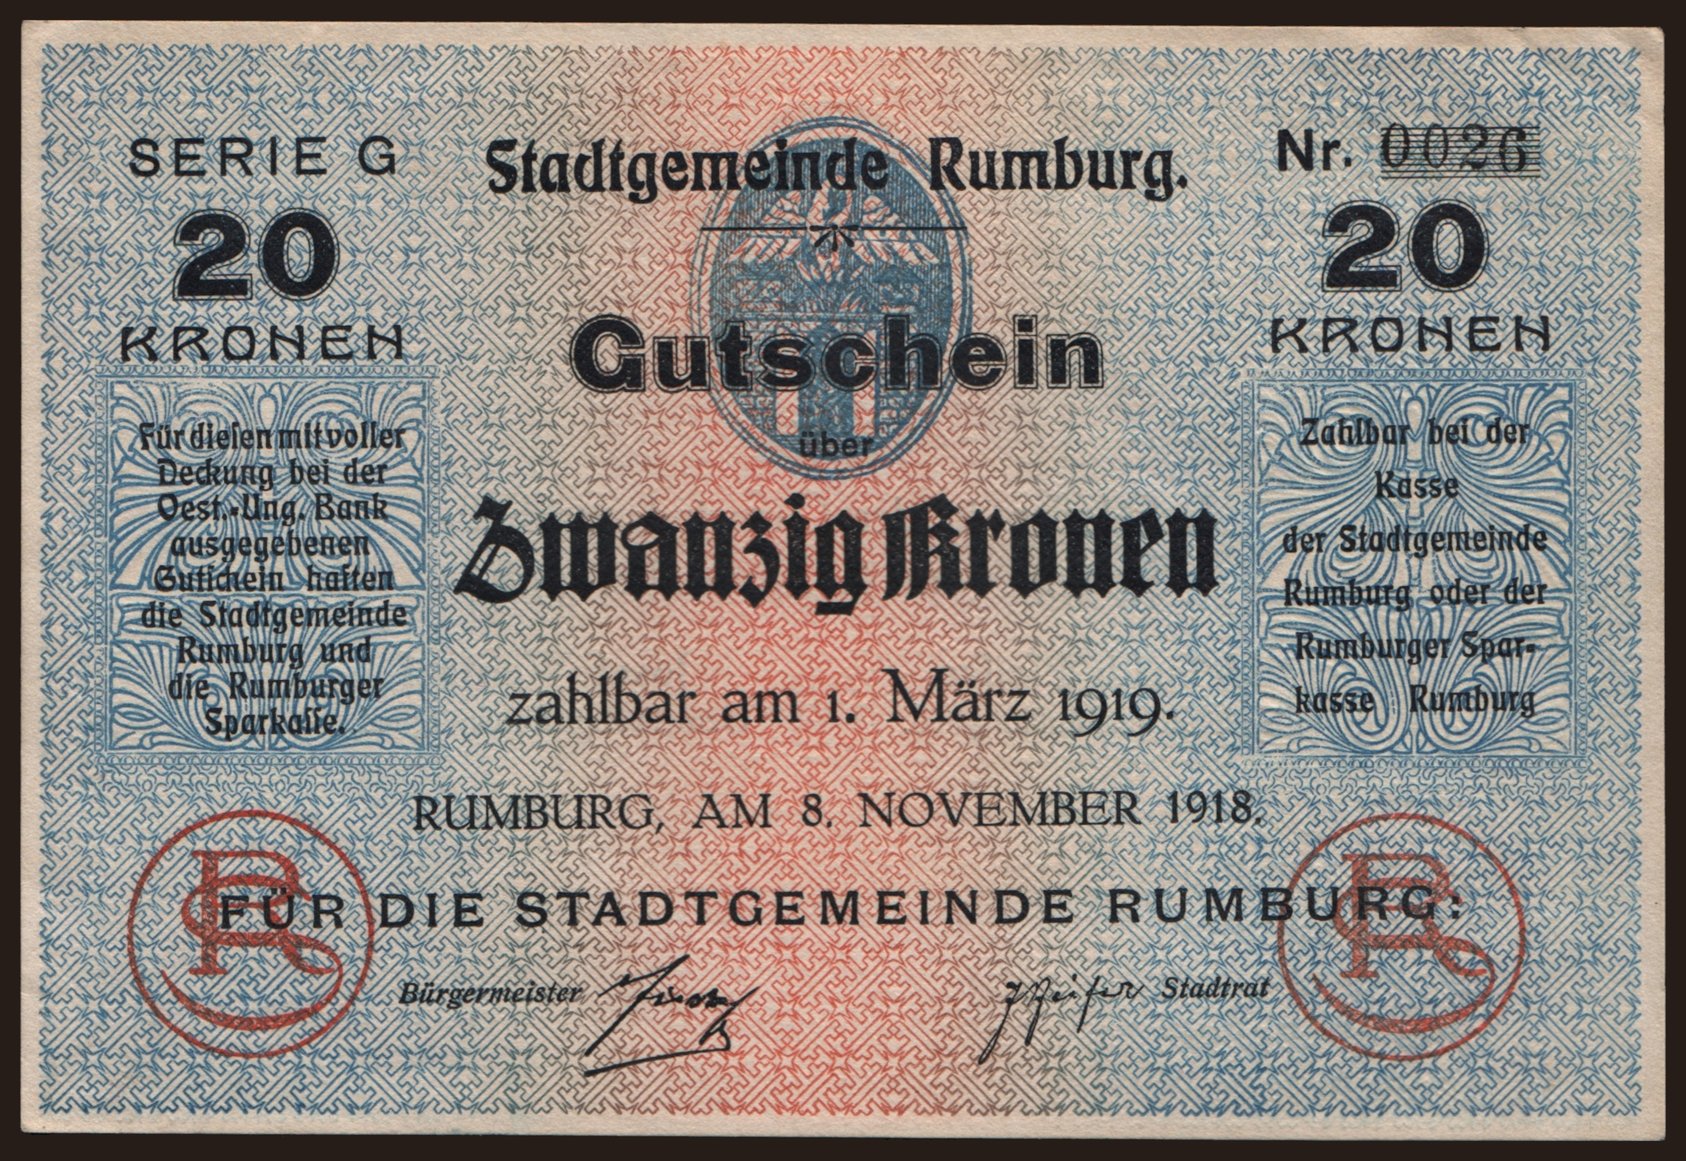 SERIE G
Stadtgemeinde Rumburg.
Nr. 0026
20
KRONEN
20
KRONEN
Gutschein
über
Zwanzig Kronen
Für diesen mit voller
Deckung bei der
Oest.-Ung. Bank
ausgegebenen
Gutschein haften
die Stadtgemeinde
Rumburg und
die Rumburger
Sparkasse.
Zahlbar bei der
Kasse
der Stadtgemeinde
Rumburg oder der
Rumburger Spar-
kasse Rumburg
zahlbar am 1. März 1919.
RUMBURG, AM 8. NOVEMBER 1918.
FÜR DIE STADTGEMEINDE RUMBURG:
Bürgermeister
Stadtrat